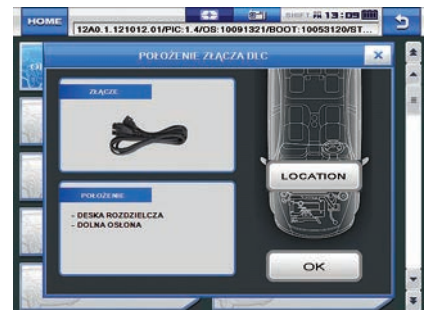 HOME
13:09
12A0.1.121012.01/PIC:1.4/OS:10091321/BOOT:10053120/ST...
POŁOŻENIE ZŁĄCZA DLC
ZŁĄCZE
LOCATION
POŁOŻENIE
- DESKA ROZDZIELCZA
- DOLNA OSŁONA
OK